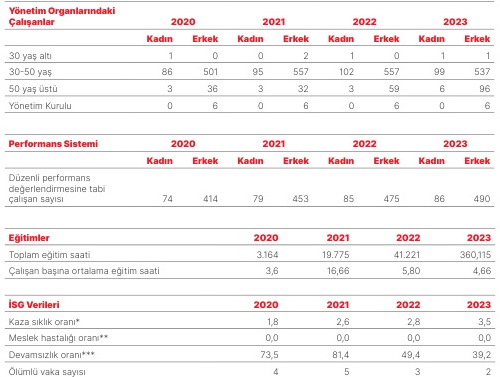 Yönetim Organlarındaki
Çalışanlar 2020 2021 2022 2023
Kadın Erkek Kadın Erkek Kadın Erkek Kadın Erkek
30 yaş altı 1 0 0 2 1 0 1 1
30-50 yaş 86 501 95 557 102 557 99 537
50 yaş üstü 3 36 3 32 3 59 6 96
Yönetim Kurulu 0 6 0 6 0 6 0 6
Performans Sistemi 2020 2021 2022 2023
Kadın Erkek Kadın Erkek Kadın Erkek Kadın Erkek
Düzenli performans
değerlendirmesine tabi
çalışan sayısı 74 414 79 453 85 475 86 490
Eğitimler 2020 2021 2022 2023
Toplam eğitim saati 3.164 19.775 41.221 360,115
Çalışan başına ortalama eğitim saati 3,6 16,66 5,80 4,66
İSG Verileri 2020 2021 2022 2023
Kaza sıklık oranı* 1,8 2,6 2,8 3,5
Meslek hastalığı oranı** 0,0 0,0 0,0 0,0
Devamsızlık oranı*** 73,5 81,4 49,4 39,2
Ölümlü vaka sayısı 4 5 3 2